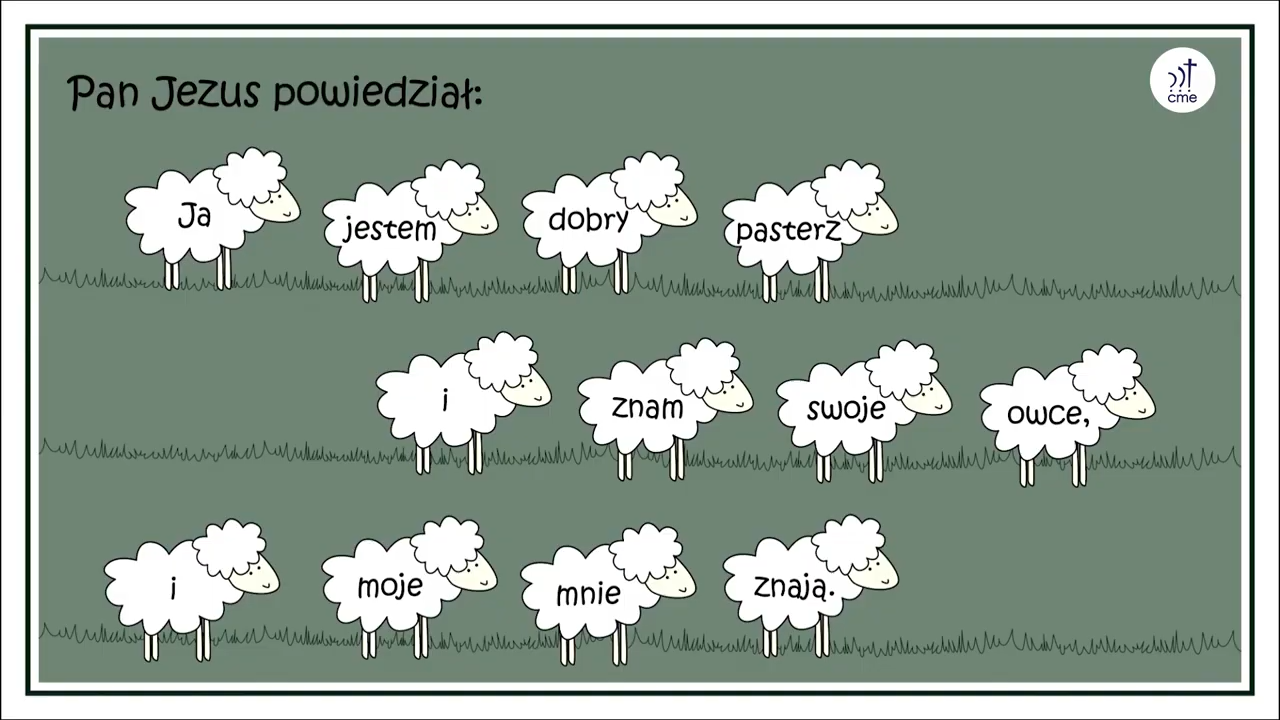 Pan Jezus powiedział:
cme
Ja jestem dobry pasterz
i znam swoje owce,
i moje mnie znają.